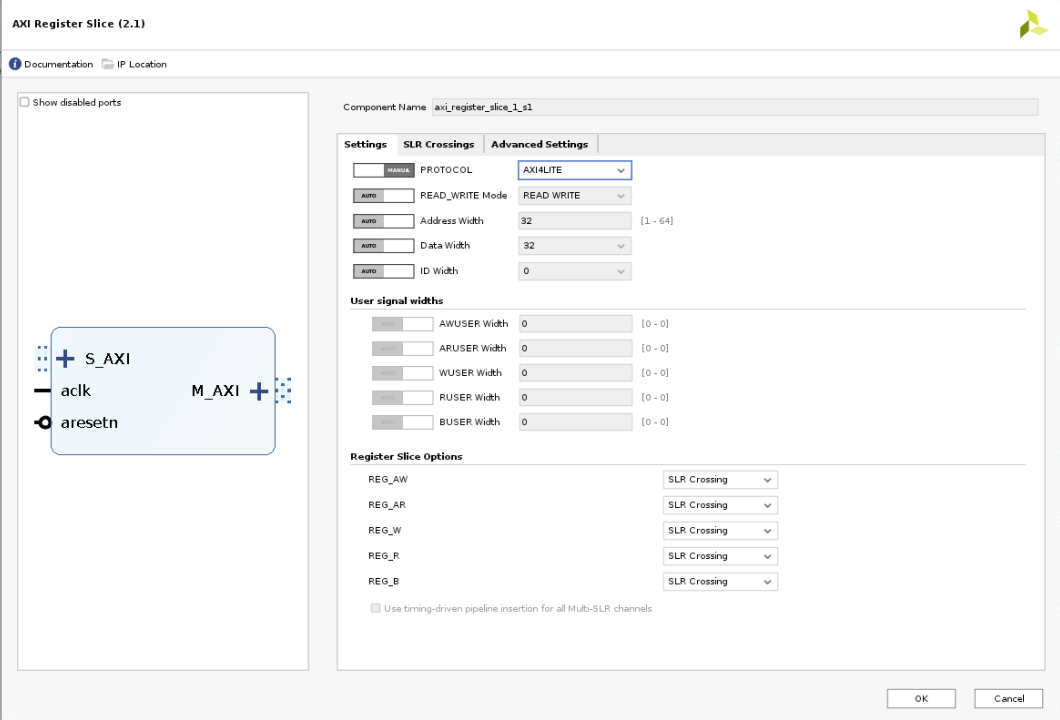 AXI Register Slice (2.1)
Documentation IP Location
Show disabled ports
S_AXI
aclk M_AXI
aresetn
Component Name axi_register_slice_1_s1
Settings SLR Crossings Advanced Settings
MANUAL PROTOCOL AXI4LITE
AUTO READ_WRITE Mode READ WRITE
AUTO Address Width 32 [1 - 64]
AUTO Data Width 32
AUTO ID Width 0
User signal widths
AUTO AWUSER Width 0 [0 - 0]
AUTO ARUSER Width 0 [0 - 0]
AUTO WUSER Width 0 [0 - 0]
AUTO RUSER Width 0 [0 - 0]
AUTO BUSER Width 0 [0 - 0]
Register Slice Options
REG_AW SLR Crossing
REG_AR SLR Crossing
REG_W SLR Crossing
REG_R SLR Crossing
REG_B SLR Crossing
Use timing-driven pipeline insertion for all Multi-SLR channels
OK Cancel